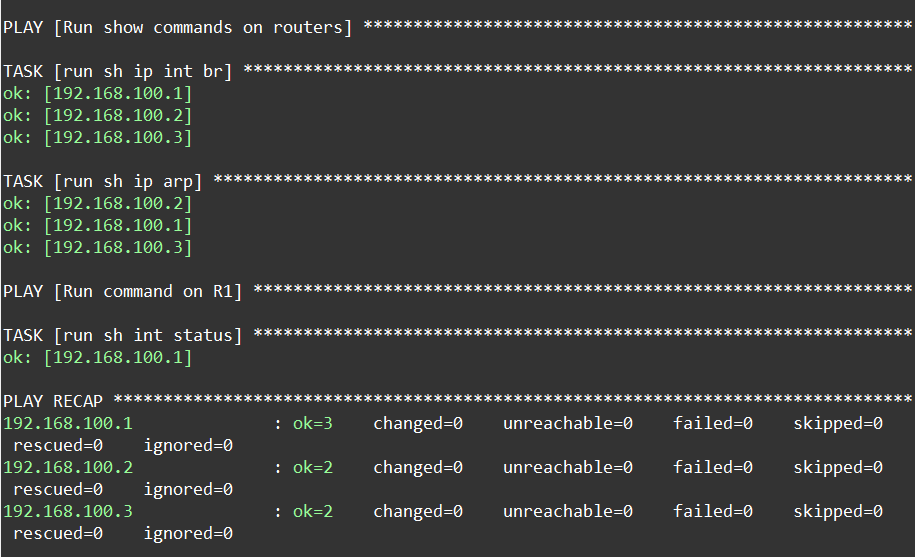 PLAY [Run show commands on routers] *******************************************************
TASK [run sh ip int br] *******************************************************************
ok: [192.168.100.1]
ok: [192.168.100.2]
ok: [192.168.100.3]
TASK [run sh ip arp] **********************************************************************
ok: [192.168.100.2]
ok: [192.168.100.1]
ok: [192.168.100.3]
PLAY [Run command on R1] ******************************************************************
TASK [run sh int status] ******************************************************************
ok: [192.168.100.1]
PLAY RECAP ********************************************************************************
192.168.100.1              : ok=3    changed=0    unreachable=0    failed=0    skipped=0
 rescued=0    ignored=0
192.168.100.2              : ok=2    changed=0    unreachable=0    failed=0    skipped=0
 rescued=0    ignored=0
192.168.100.3              : ok=2    changed=0    unreachable=0    failed=0    skipped=0
 rescued=0    ignored=0